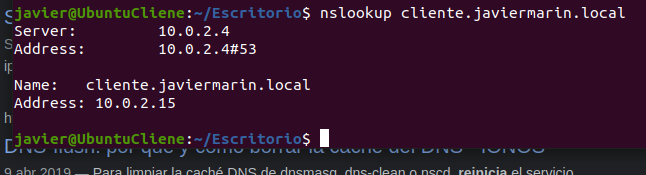 javier@UbuntuCliene:~/Escritorio$ nslookup cliente.javiermarin.local
Server:         10.0.2.4
Address:        10.0.2.4#53
Name:   cliente.javiermarin.local
Address: 10.0.2.15
javier@UbuntuCliene:~/Escritorio$
9 abr 2019 — Para limpiar la caché DNS de dnsmasq, dns-clean o nscd, reinicia el servicio